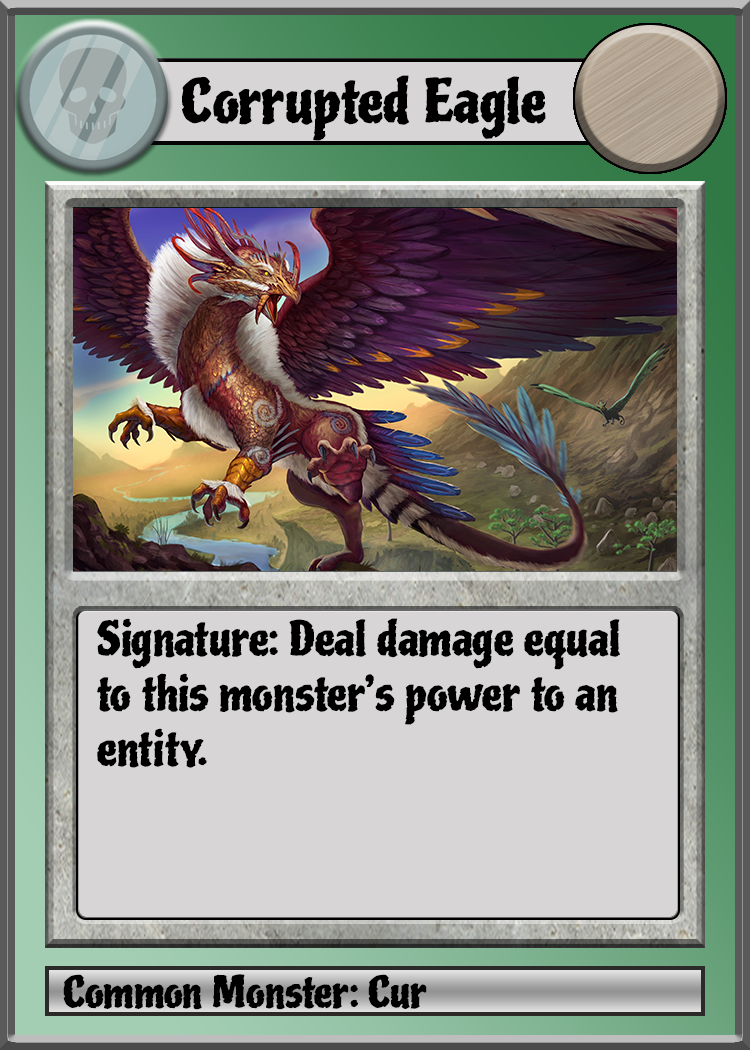 Corrupted Eagle
Signature: Deal damage equal
to this monster's power to an
entity.
Common Monster: Cur